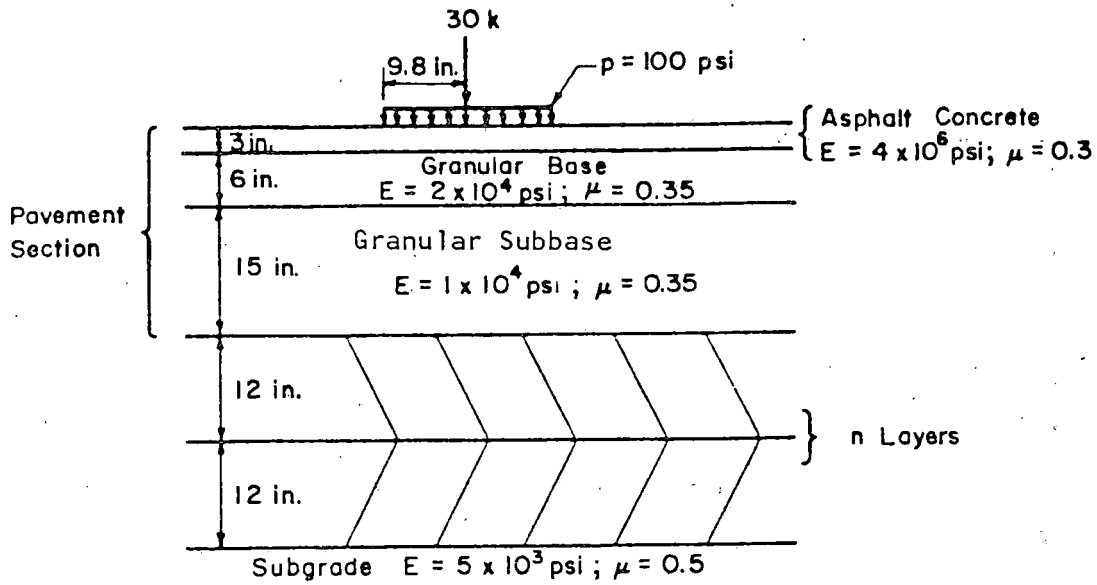 30 k
9.8 in.
p = 100 psi
Asphalt Concrete
E = 4 x 10⁶ psi; μ = 0.3
3 in.
6 in.
Granular Base
E = 2 x 10⁴ psi ; μ = 0.35
Pavement
Section
15 in.
Granular Subbase
E = 1 x 10⁴ psi ; μ = 0.35
12 in.
n Layers
12 in.
Subgrade E = 5 x 10³ psi ; μ = 0.5